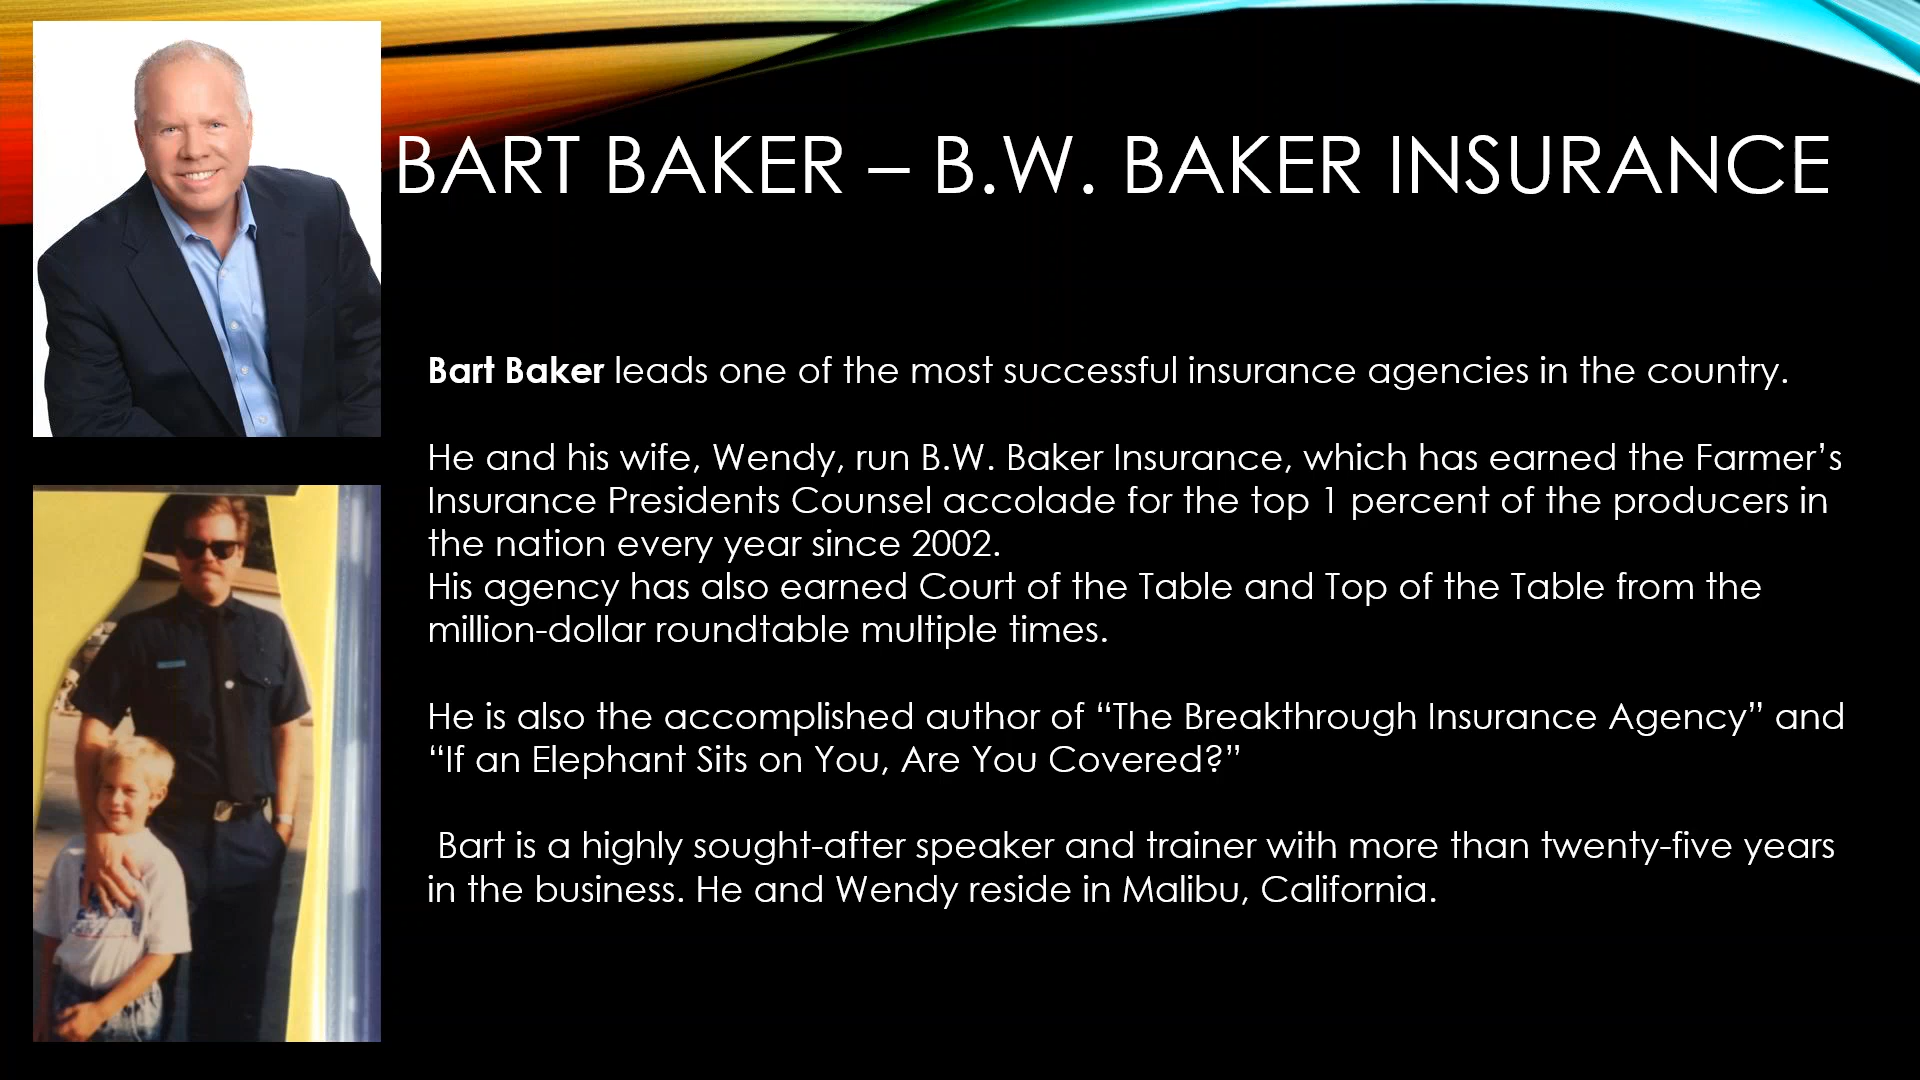 BART BAKER – B.W. BAKER INSURANCE
Bart Baker leads one of the most successful insurance agencies in the country.
He and his wife, Wendy, run B.W. Baker Insurance, which has earned the Farmer’s
Insurance Presidents Counsel accolade for the top 1 percent of the producers in
the nation every year since 2002.
His agency has also earned Court of the Table and Top of the Table from the
million-dollar roundtable multiple times.
He is also the accomplished author of “The Breakthrough Insurance Agency” and
“If an Elephant Sits on You, Are You Covered?”
Bart is a highly sought-after speaker and trainer with more than twenty-five years
in the business. He and Wendy reside in Malibu, California.